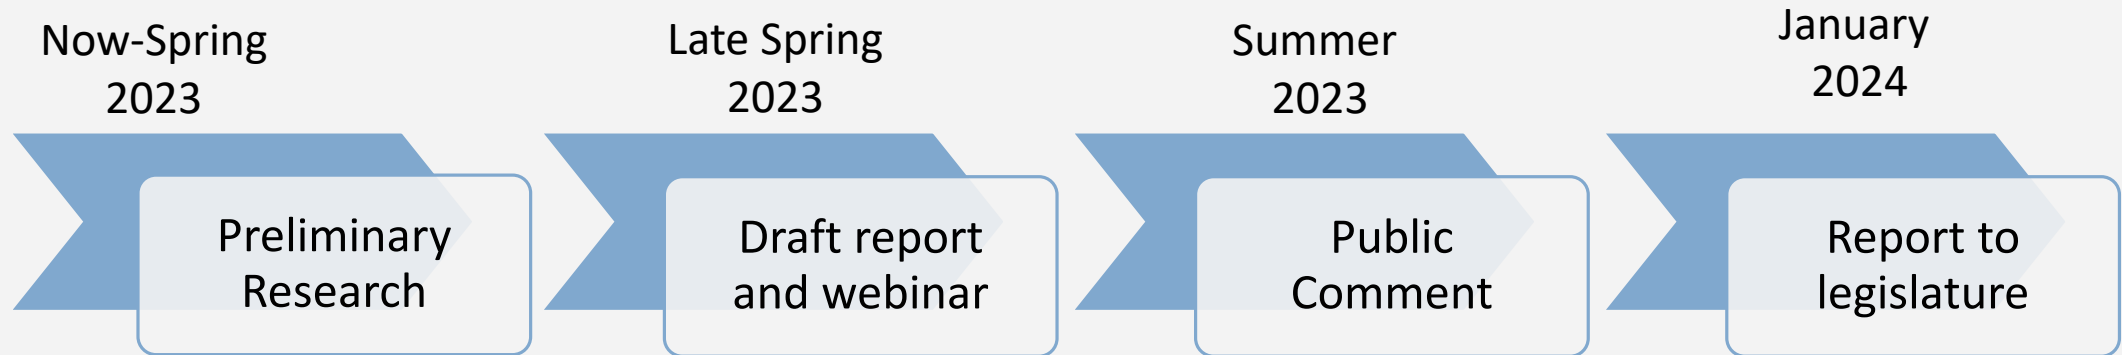 Now-Spring
2023
Preliminary
Research
Late Spring
2023
Draft report
and webinar
Summer
2023
Public
Comment
January
2024
Report to
legislature